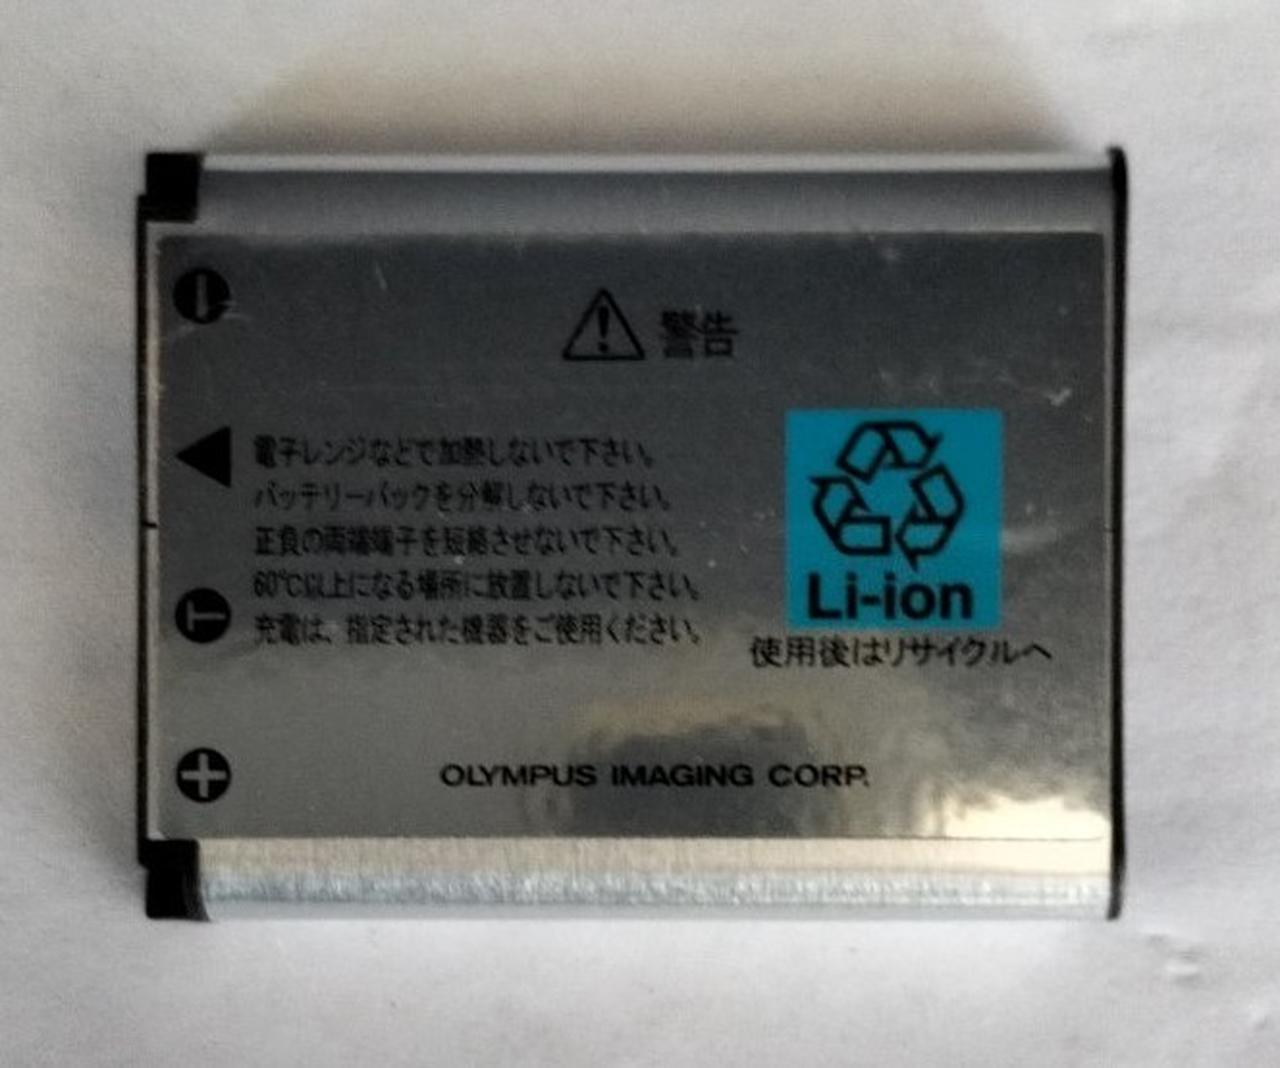 警告
電子レンジなどで加熱しないで下さい。
バッテリーパックを分解しないで下さい。
正負の両端端子を短絡させないで下さい。
60℃以上になる場所に放置しないで下さい。
充電は、指定された機器をご使用ください。
Li-ion
使用後はリサイクルへ
T
OLYMPUS IMAGING CORP.